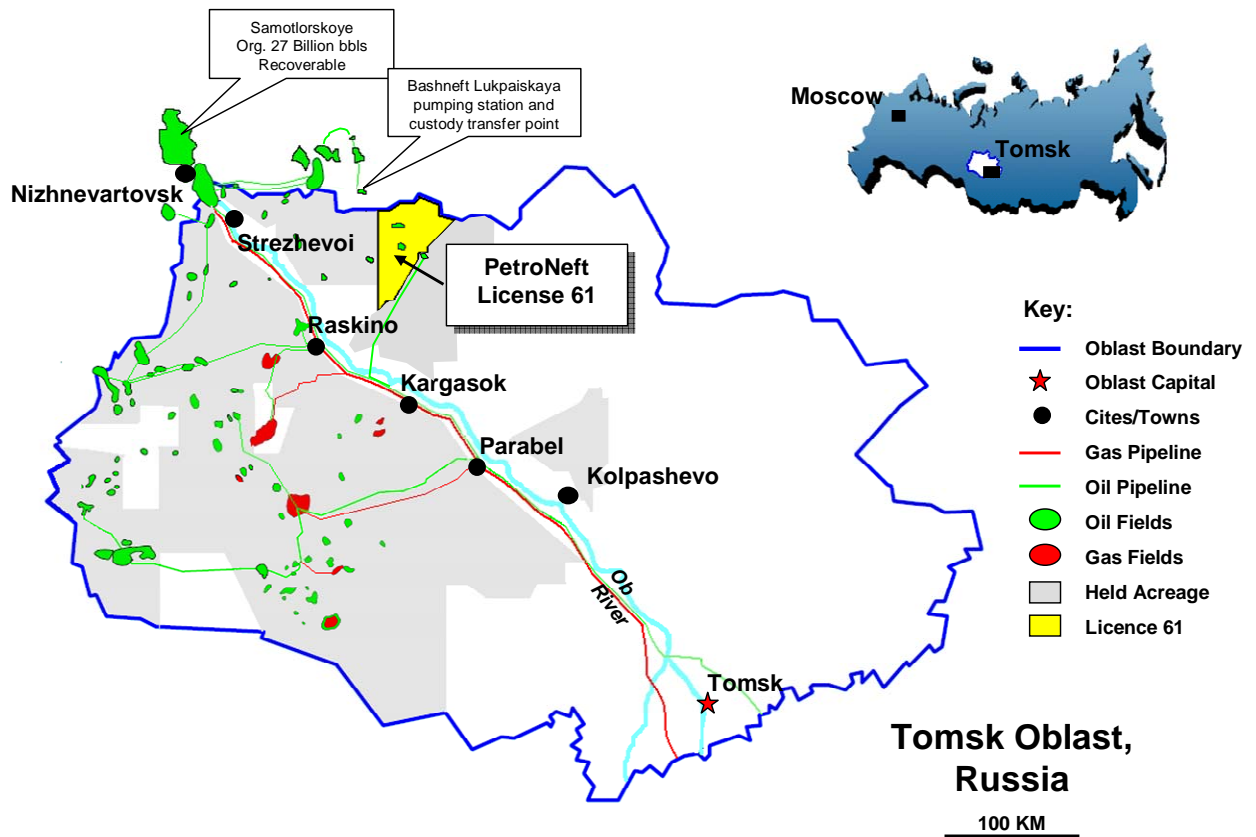 Samotlorskoye
Org. 27 Billion bbls
Recoverable
Bashneft Lukpaiskaya
pumping station and
custody transfer point
Moscow
Tomsk
Nizhnevartovsk
Strezhevoi
PetroNeft
License 61
Raskino
Kargasok
Parabel
Kolpashevo
Ob
River
Tomsk
Key:
Oblast Boundary
Oblast Capital
Cites/Towns
Gas Pipeline
Oil Pipeline
Oil Fields
Gas Fields
Held Acreage
Licence 61
Tomsk Oblast,
Russia
100 KM